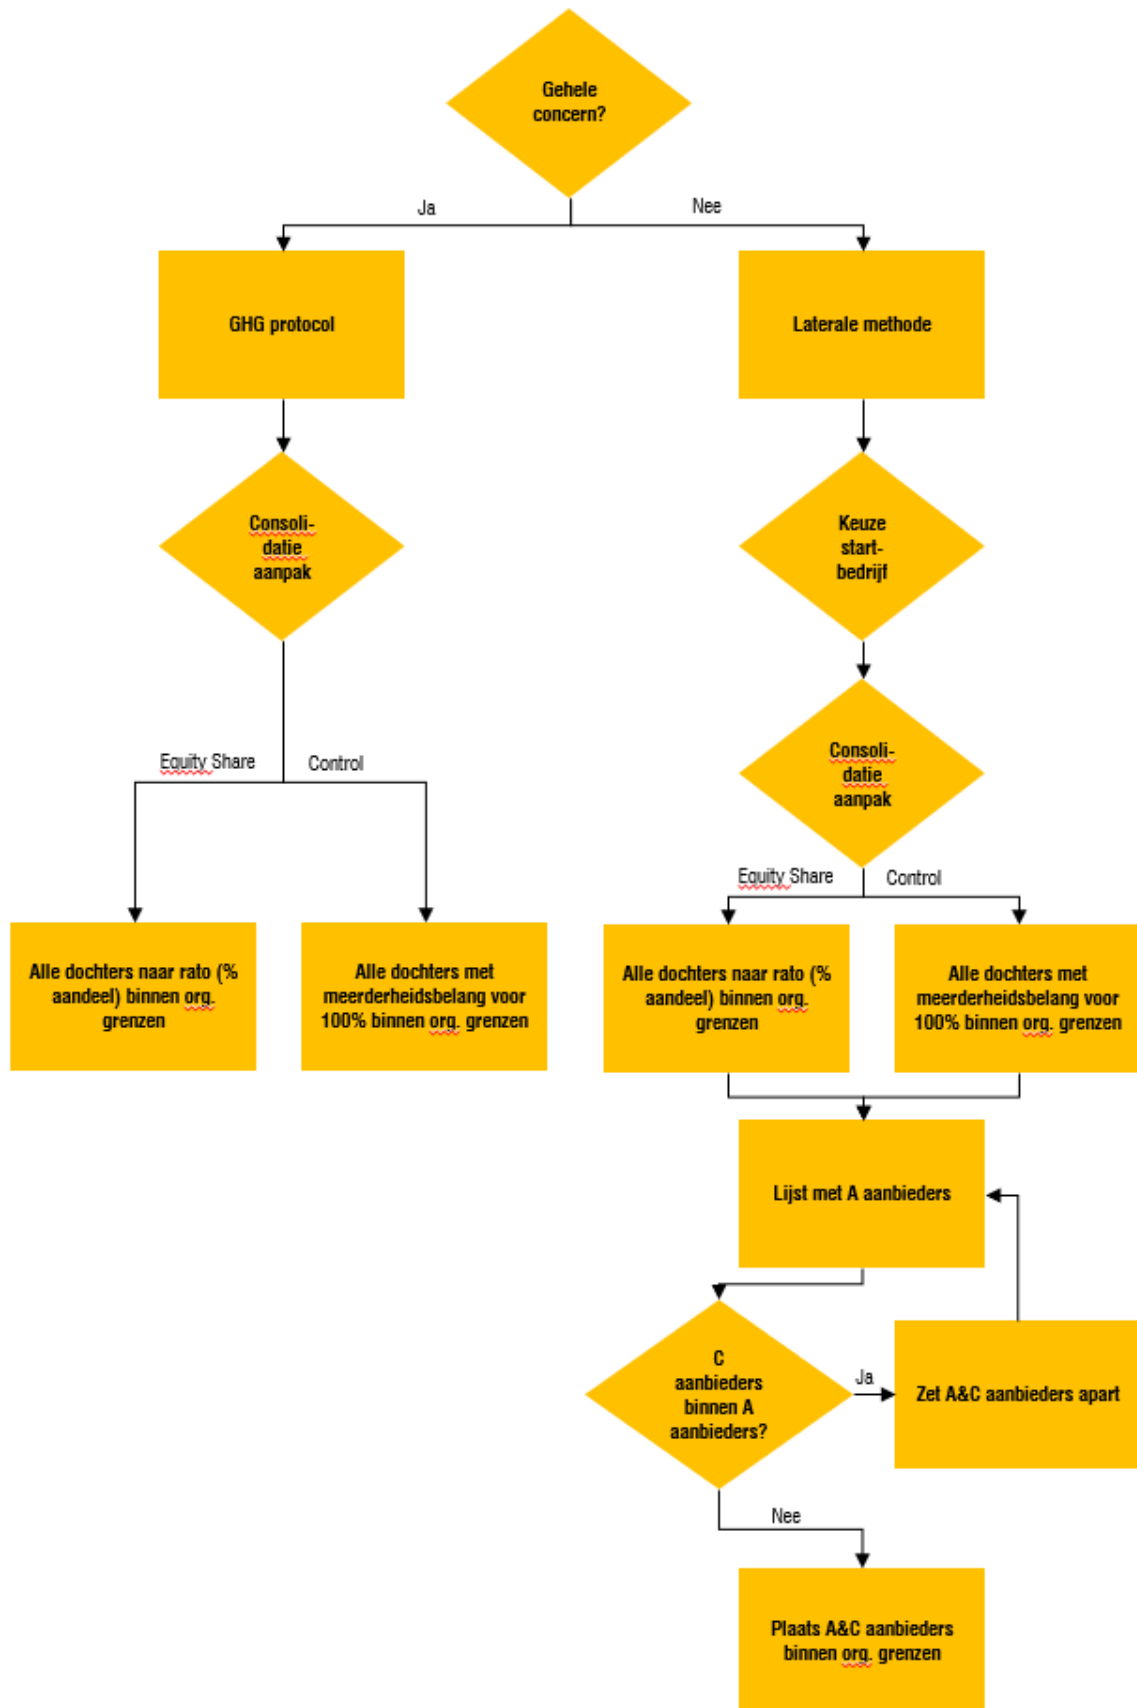 Gehele
concern?
Ja
Nee
GHG protocol
Laterale methode
Consoli-
datie
aanpak
Keuze
start-
bedrijf
Equity Share
Control
Consoli-
datie
aanpak
Equity Share
Control
Alle dochters naar rato (%
aandeel) binnen org.
grenzen
Alle dochters met
meerderheidsbelang voor
100% binnen org. grenzen
Alle dochters naar rato (%
aandeel) binnen org.
grenzen
Alle dochters met
meerderheidsbelang voor
100% binnen org. grenzen
Lijst met A aanbieders
C
aanbieders
binnen A
aanbieders?
Ja
Zet A&C aanbieders apart
Nee
Plaats A&C aanbieders
binnen org. grenzen